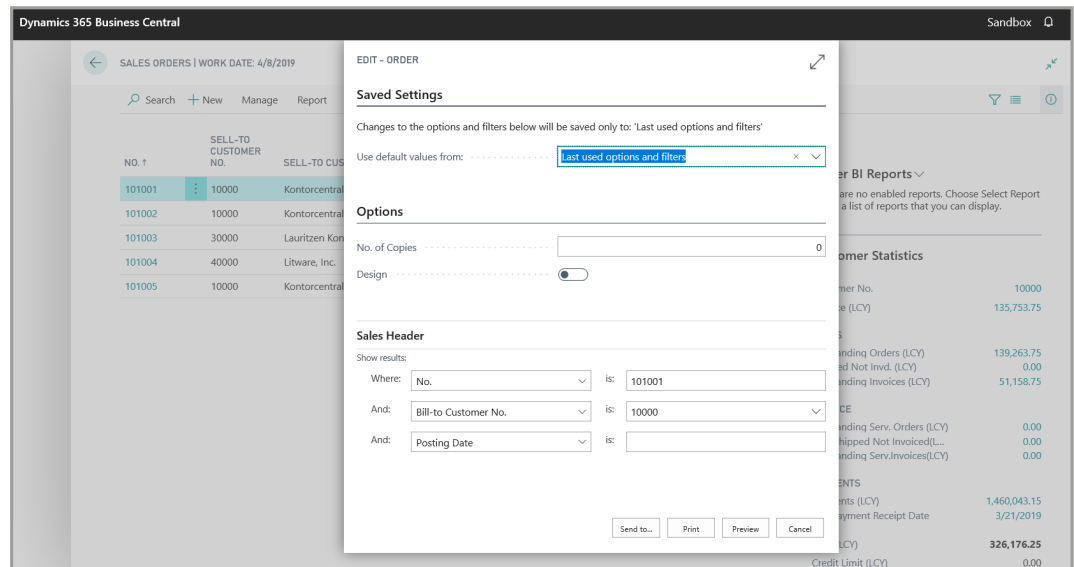 Dynamics 365 Business Central
Sandbox
SALES ORDERS | WORK DATE: 4/8/2019
Search
New
Manage
Report
NO. ↑
SELL-TO
CUSTOMER
NO.
SELL-TO CUS
101001 10000 Kontorcentral
101002 10000 Kontorcentral
101003 30000 Lauritzen Kon
101004 40000 Litware, Inc.
101005 10000 Kontorcentral
EDIT - ORDER
Saved Settings
Changes to the options and filters below will be saved only to: 'Last used options and filters'
Use default values from: Last used options and filters
Options
No. of Copies 0
Design
Sales Header
Show results:
Where: No. is: 101001
And: Bill-to Customer No. is: 10000
And: Posting Date is:
Send to... Print Preview Cancel
er BI Reports
are no enabled reports. Choose Select Report
a list of reports that you can display.
omer Statistics
mer No. 10000
ce (LCY) 135,753.75
S
anding Orders (LCY) 139,263.75
ed Not Invd. (LCY) 0.00
anding Invoices (LCY) 51,158.75
CE
anding Serv. Orders (LCY) 0.00
hipped Not Invoiced(L... 0.00
anding Serv.Invoices(LCY) 0.00
ENTS
ents (LCY) 1,460,043.15
ayment Receipt Date 3/21/2019
LCY) 326,176.25
Credit Limit (LCY) 0.00